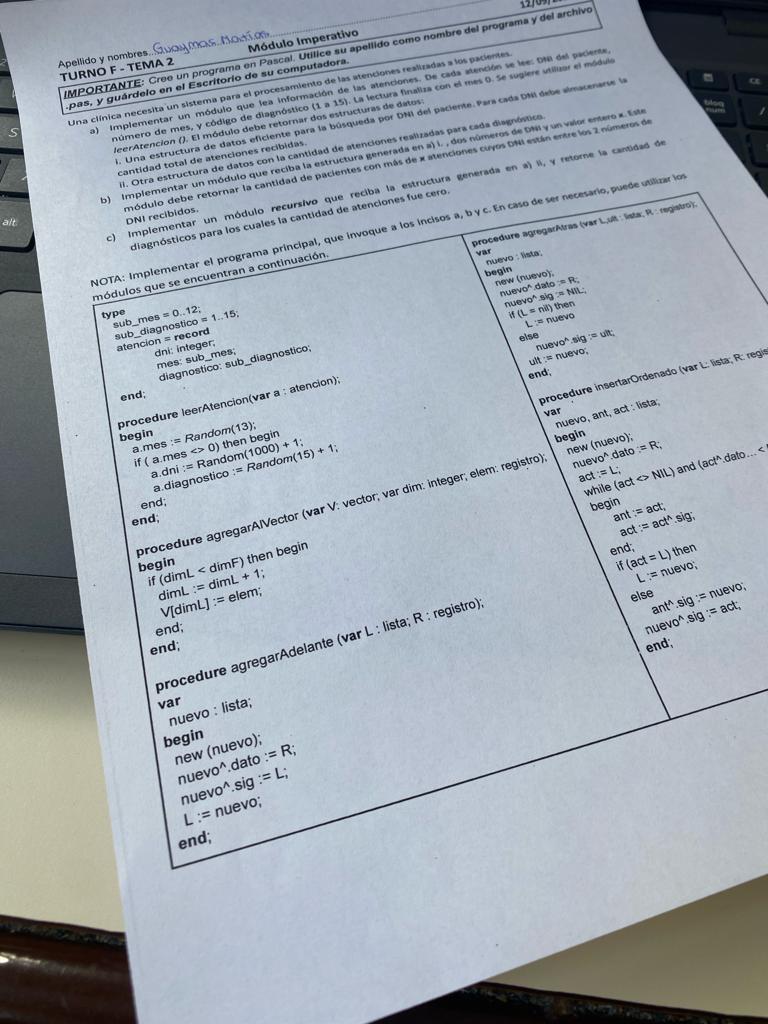 12/09/
Apellido y nombres. Guaymas Matias
Módulo Imperativo
TURNO F - TEMA 2
IMPORTANTE: Cree un programa en Pascal. Utilice su apellido como nombre del programa y del archivo
.pas, y guárdelo en el Escritorio de su computadora.
Una clínica necesita un sistema para el procesamiento de las atenciones realizadas a los pacientes.
a) Implementar un módulo que lea información de las atenciones. De cada atención se lee: DNI del paciente,
número de mes, y código de diagnóstico (1 a 15). La lectura finaliza con el mes 0. Se sugiere utilizar el módulo
leerAtencion (). El módulo debe retornar dos estructuras de datos:
i. Una estructura de datos eficiente para la búsqueda por DNI del paciente. Para cada DNI debe almacenarse la
cantidad total de atenciones recibidas.
ii. Otra estructura de datos con la cantidad de atenciones realizadas para cada diagnóstico.
b) Implementar un módulo que reciba la estructura generada en a) i. , dos números de DNI y un valor entero x. Este
módulo debe retornar la cantidad de pacientes con más de x atenciones cuyos DNI están entre los 2 números de
DNI recibidos.
c) Implementar un módulo recursivo que reciba la estructura generada en a) ii, y retorne la cantidad de
diagnósticos para los cuales la cantidad de atenciones fue cero.
NOTA: Implementar el programa principal, que invoque a los incisos a, b y c. En caso de ser necesario, puede utilizar los
módulos que se encuentran a continuación.
type
sub_mes = 0..12;
sub_diagnostico = 1..15;
atencion = record
dni: integer;
mes: sub_mes;
diagnostico: sub_diagnostico;
end;
procedure leerAtencion(var a : atencion);
begin
a.mes := Random(13);
if ( a.mes <> 0) then begin
a.dni := Random(1000) + 1;
a.diagnostico := Random(15) + 1;
end;
end;
procedure agregarAlVector (var V: vector; var dim: integer; elem: registro);
begin
if (dimL < dimF) then begin
dimL := dimL + 1;
V[dimL] := elem;
end;
end;
procedure agregarAdelante (var L : lista; R : registro);
var
nuevo : lista;
begin
new (nuevo);
nuevo^.dato := R;
nuevo^.sig := L;
L := nuevo;
end;
procedure agregarAtras (var L,ult : lista; R : registro);
var
nuevo : lista;
begin
new (nuevo);
nuevo^.dato := R;
nuevo^.sig := NIL;
if (L = nil) then
L := nuevo
else
nuevo^.sig := ult;
ult := nuevo;
end;
procedure insertarOrdenado (var L: lista; R: regis
var
nuevo, ant, act : lista;
begin
new (nuevo);
nuevo^.dato := R;
act := L;
while (act <> NIL) and (act^.dato... <
begin
ant := act;
act := act^.sig;
end;
if (act = L) then
L := nuevo;
else
ant^.sig := nuevo;
nuevo^.sig := act;
end;
S
alt
bloq
num
CE
/